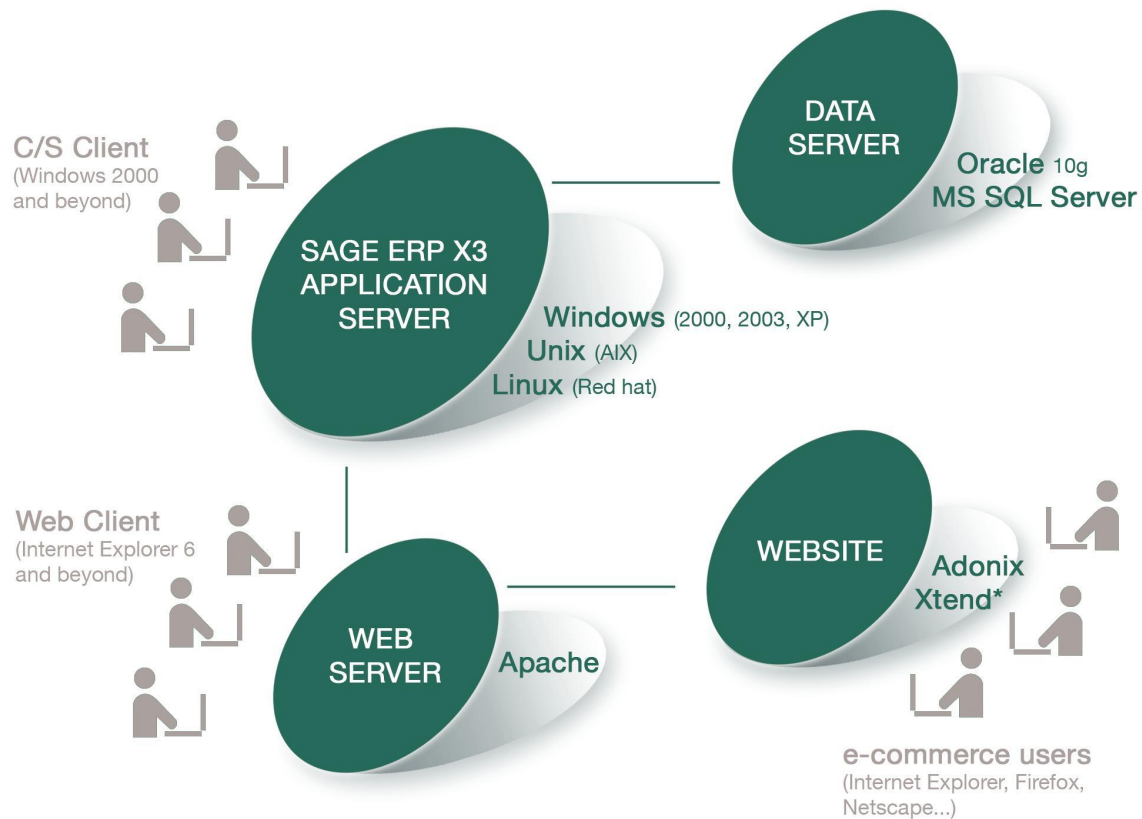 C/S Client
(Windows 2000
and beyond)
SAGE ERP X3
APPLICATION
SERVER
Windows (2000, 2003, XP)
Unix (AIX)
Linux (Red hat)
DATA
SERVER
Oracle 10g
MS SQL Server
Web Client
(Internet Explorer 6
and beyond)
WEB
SERVER
Apache
WEBSITE
Adonix
Xtend*
e-commerce users
(Internet Explorer, Firefox,
Netscape...)